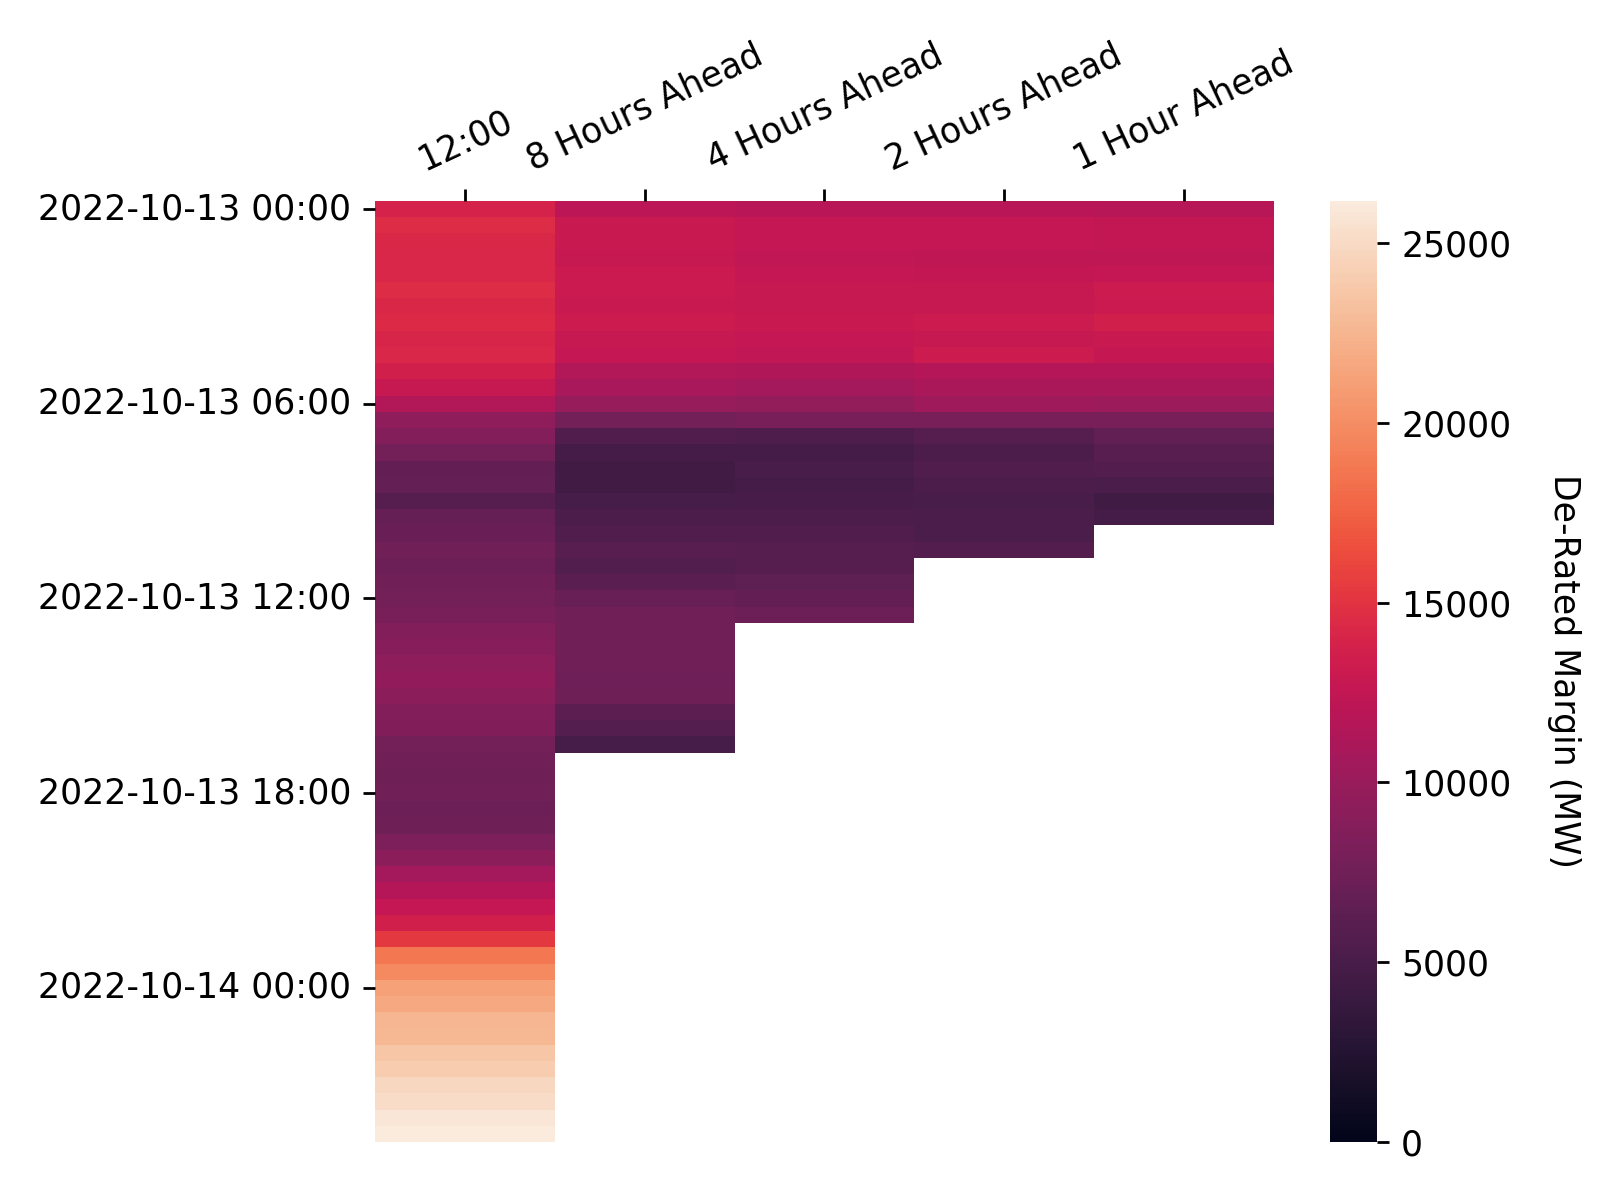 12:00
8 Hours Ahead
4 Hours Ahead
2 Hours Ahead
1 Hour Ahead
2022-10-13 00:00
2022-10-13 06:00
2022-10-13 12:00
2022-10-13 18:00
2022-10-14 00:00
25000
20000
15000
10000
5000
0
De-Rated Margin (MW)